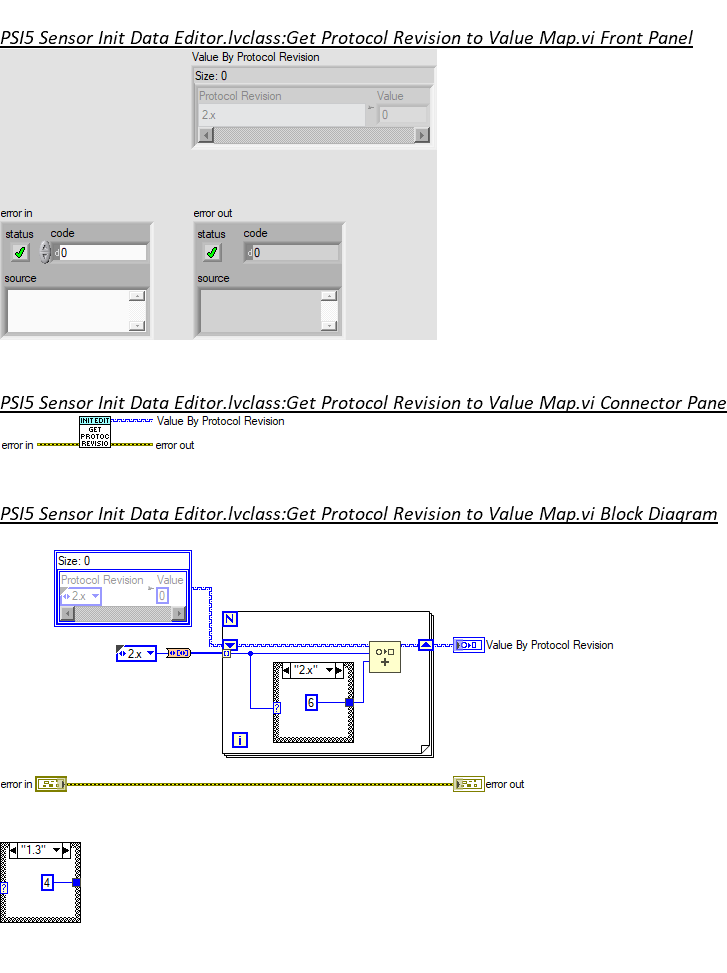 PSI5 Sensor Init Data Editor.lvclass:Get Protocol Revision to Value Map.vi Front Panel
Value By Protocol Revision
Size: 0
Protocol Revision Value
2.x 0
error in error out
status code status code
d 0 d 0
source source
PSI5 Sensor Init Data Editor.lvclass:Get Protocol Revision to Value Map.vi Connector Pane
INIT EDIT
GET
PROTOC
REVISIO
Value By Protocol Revision
error in error out
PSI5 Sensor Init Data Editor.lvclass:Get Protocol Revision to Value Map.vi Block Diagram
Size: 0
Protocol Revision Value
2.x 0
N
2.x
Value By Protocol Revision
"2.x"
6
?
i
error in error out
"1.3"
4
?